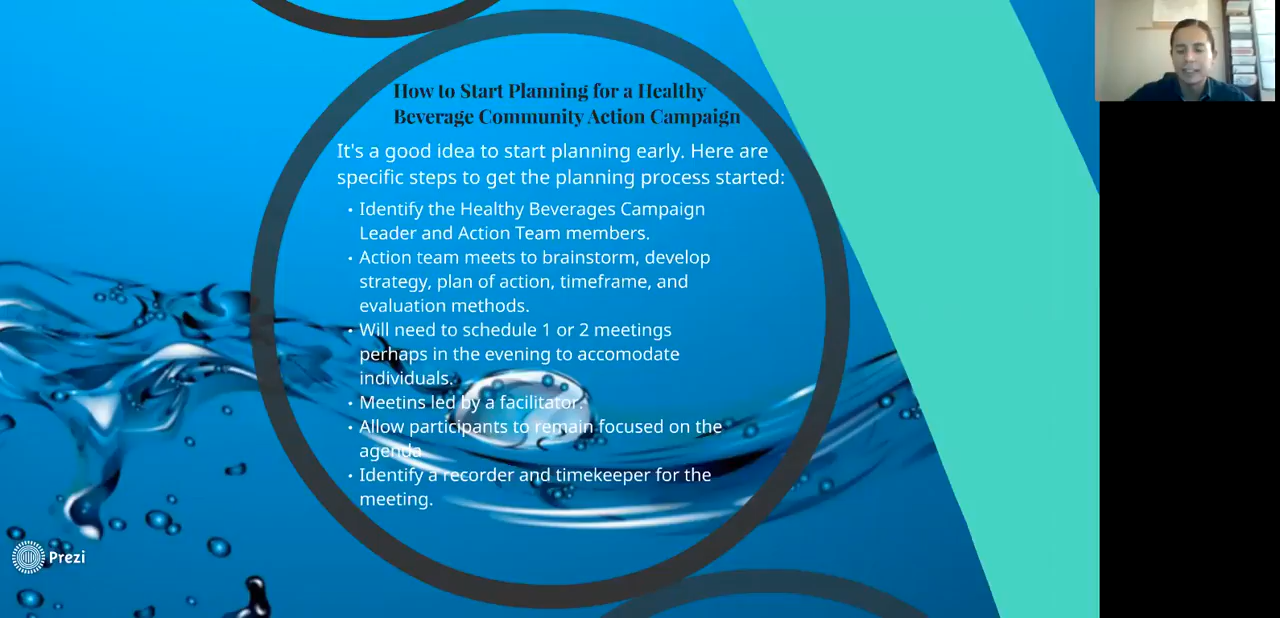 How to Start Planning for a Healthy
Beverage Community Action Campaign
It's a good idea to start planning early. Here are
specific steps to get the planning process started:
• Identify the Healthy Beverages Campaign
Leader and Action Team members.
• Action team meets to brainstorm, develop
strategy, plan of action, timeframe, and
evaluation methods.
• Will need to schedule 1 or 2 meetings
perhaps in the evening to accomodate
individuals.
• Meetins led by a facilitator.
• Allow participants to remain focused on the
agenda
• Identify a recorder and timekeeper for the
meeting.
Prezi